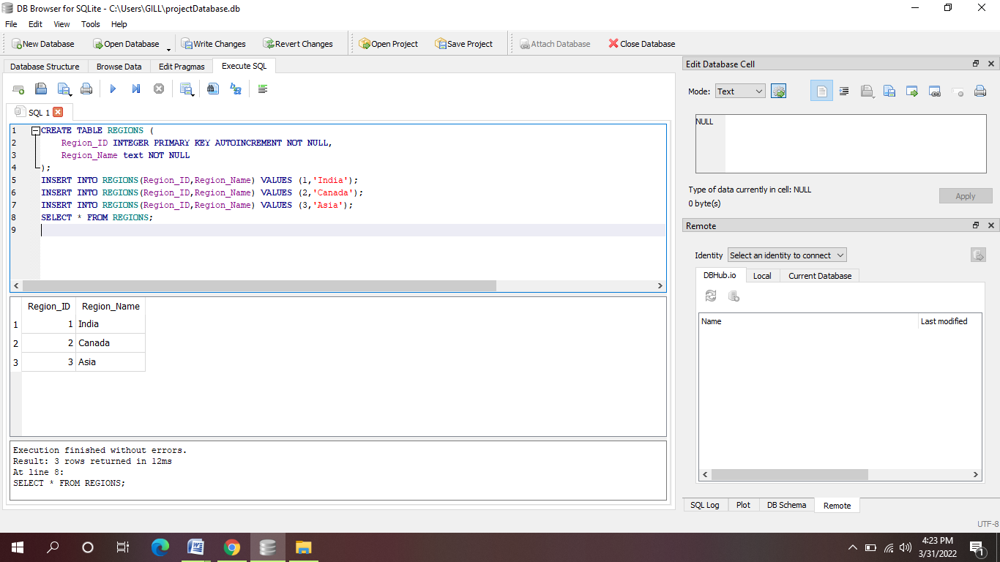 DB Browser for SQLite - C:\Users\GILL\projectDatabase.db
File Edit View Tools Help
New Database Open Database Write Changes Revert Changes Open Project Save Project Attach Database Close Database
Database Structure Browse Data Edit Pragmas Execute SQL
SQL 1
1 CREATE TABLE REGIONS (
2 Region_ID INTEGER PRIMARY KEY AUTOINCREMENT NOT NULL,
3 Region_Name text NOT NULL
4 );
5 INSERT INTO REGIONS(Region_ID,Region_Name) VALUES (1,'India');
6 INSERT INTO REGIONS(Region_ID,Region_Name) VALUES (2,'Canada');
7 INSERT INTO REGIONS(Region_ID,Region_Name) VALUES (3,'Asia');
8 SELECT * FROM REGIONS;
9
Region_ID Region_Name
1 1 India
2 2 Canada
3 3 Asia
Execution finished without errors.
Result: 3 rows returned in 12ms
At line 8:
SELECT * FROM REGIONS;
Edit Database Cell
Mode: Text
NULL
Type of data currently in cell: NULL
0 byte(s)
Apply
Remote
Identity Select an identity to connect
DBHub.io Local Current Database
Name Last modified
SQL Log Plot DB Schema Remote
UTF-8
4:23 PM
3/31/2022
1